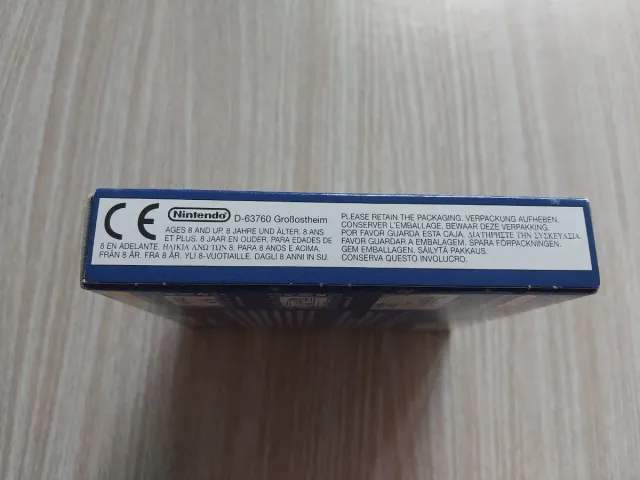 CE
Nintendo D-63760 Großostheim
AGES 8 AND UP. 8 JAHRE UND ÄLTER. 8 ANS
ET PLUS. 8 JAAR EN OUDER. PARA EDADES DE
8 EN ADELANTE. ΗΛΙΚΙΑ ΑΝΩ ΤΩΝ 8. PARA 8 ANOS E ACIMA.
FRÅN 8 ÅR. FRA 8 ÅR. YLI 8-VUOTIAILLE. DAGLI 8 ANNI IN SU.
PLEASE RETAIN THE PACKAGING. VERPACKUNG AUFHEBEN.
CONSERVER L'EMBALLAGE. BEWAAR DEZE VERPAKKING.
POR FAVOR GUARDAR ESTA CAJA. ΔΙΑΤΗΡΗΣΤΕ ΤΗΝ ΣΥΣΚΕΥΑΣΙΑ.
FAVOR GUARDAR A EMBALAGEM. SPARA FÖRPACKNINGEN.
GEM EMBALLAGEN. SÄILYTÄ PAKKAUS.
CONSERVA QUESTO INVOLUCRO.